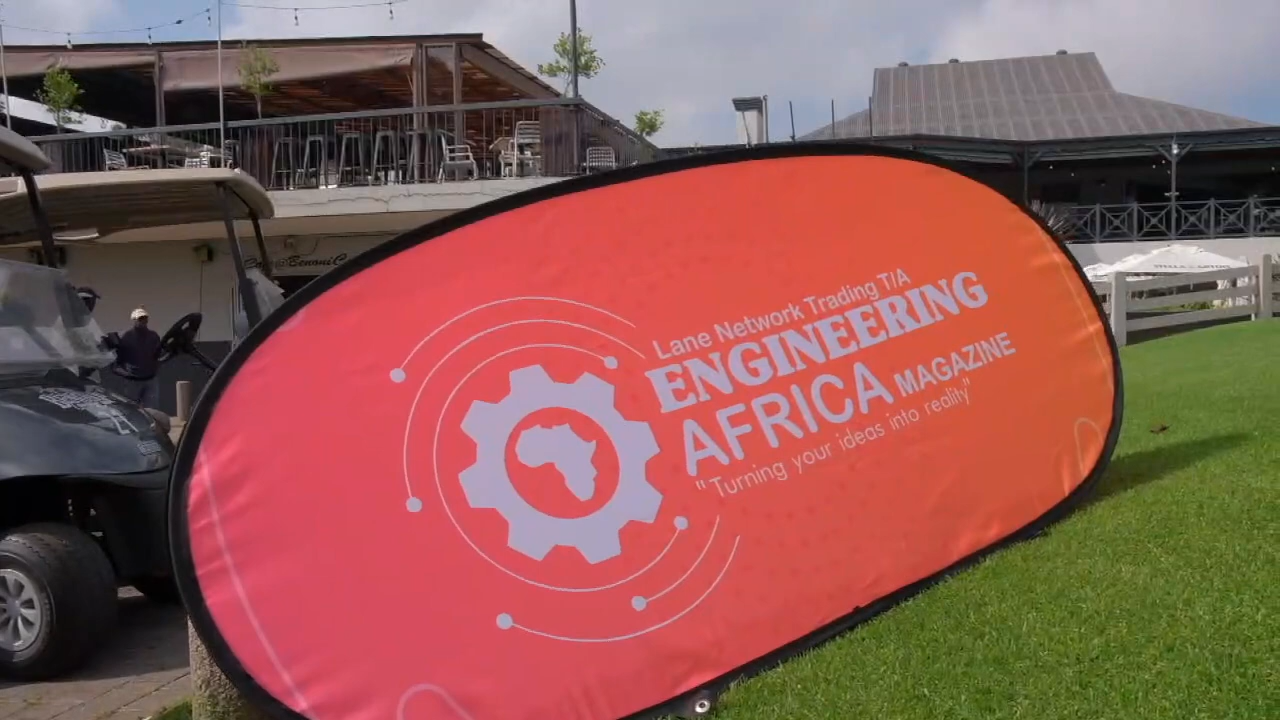 Lane Network Trading T/A
ENGINEERING
AFRICA MAGAZINE
"Turning your ideas into reality"